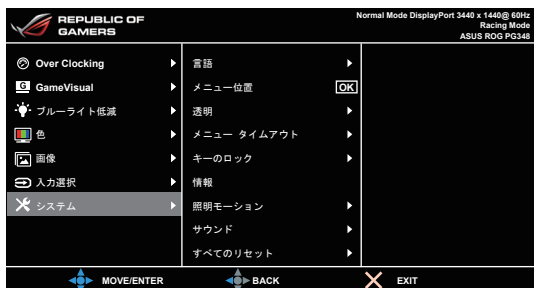 REPUBLIC OF
GAMERS
Normal Mode DisplayPort 3440 x 1440@ 60Hz
Racing Mode
ASUS ROG PG348
Over Clocking
GameVisual
ブルーライト低減
色
画像
入力選択
システム
言語
メニュー位置 OK
透明
メニュー タイムアウト
キーのロック
情報
照明モーション
サウンド
すべてのリセット
MOVE/ENTER BACK EXIT